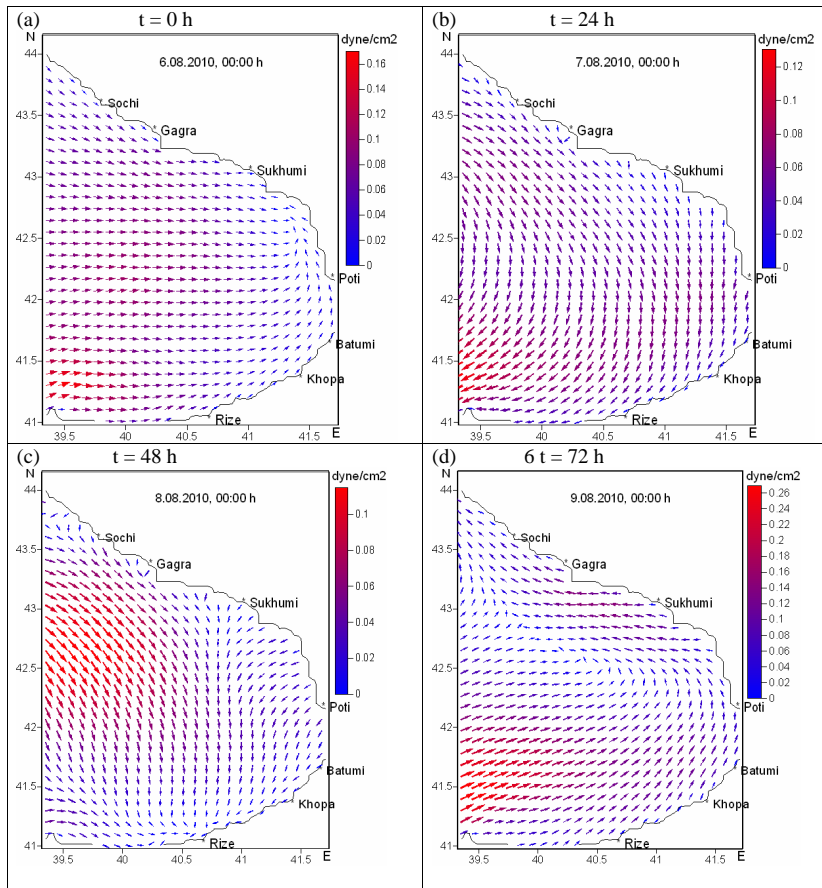 (a) t = 0 h
N
dyne/cm2
6.08.2010, 00:00 h
44
43.5
43
42.5
42
41.5
41
Sochi
Gagra
Sukhumi
Poti
Batumi
Khopa
Rize
0.16
0.14
0.12
0.1
0.08
0.06
0.04
0.02
0
39.5 40 40.5 41 41.5
E
(b) t = 24 h
N
dyne/cm2
7.08.2010, 00:00 h
44
43.5
43
42.5
42
41.5
41
Sochi
Gagra
Sukhumi
Poti
Batumi
Khopa
Rize
0.12
0.1
0.08
0.06
0.04
0.02
0
39.5 40 40.5 41 41.5
E
(c) t = 48 h
N
dyne/cm2
8.08.2010, 00:00 h
44
43.5
43
42.5
42
41.5
41
Sochi
Gagra
Sukhumi
Poti
Batumi
Khopa
Rize
0.1
0.08
0.06
0.04
0.02
0
39.5 40 40.5 41 41.5
E
(d) 6 t = 72 h
N
dyne/cm2
9.08.2010, 00:00 h
44
43.5
43
42.5
42
41.5
41
Sochi
Gagra
Sukhumi
Poti
Batumi
Khopa
Rize
0.26
0.24
0.22
0.2
0.18
0.16
0.14
0.12
0.1
0.08
0.06
0.04
0.02
0
39.5 40 40.5 41 41.5
E